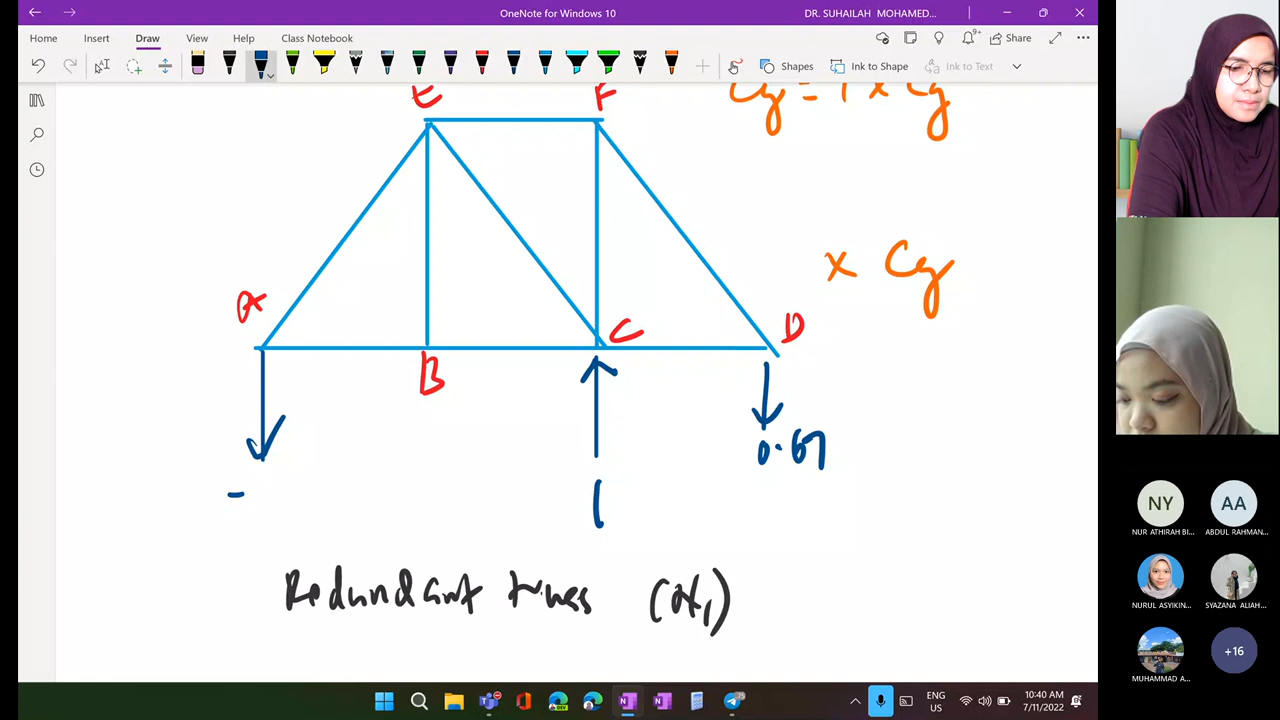 OneNote for Windows 10
DR. SUHAILAH MOHAMED...
Home Insert Draw View Help Class Notebook
9+ Share
Shapes Ink to Shape Ink to Text
E F
Cy = 1 x Cy
x Cy
A
C D
B
0.67
-
1
Redundant truss (α1)
NY AA
NUR ATHIRAH BI... ABDUL RAHMAN...
NURUL ASYIKIN... SYAZANA ALIAH...
+16
MUHAMMAD A...
ENG
US
10:40 AM
7/11/2022